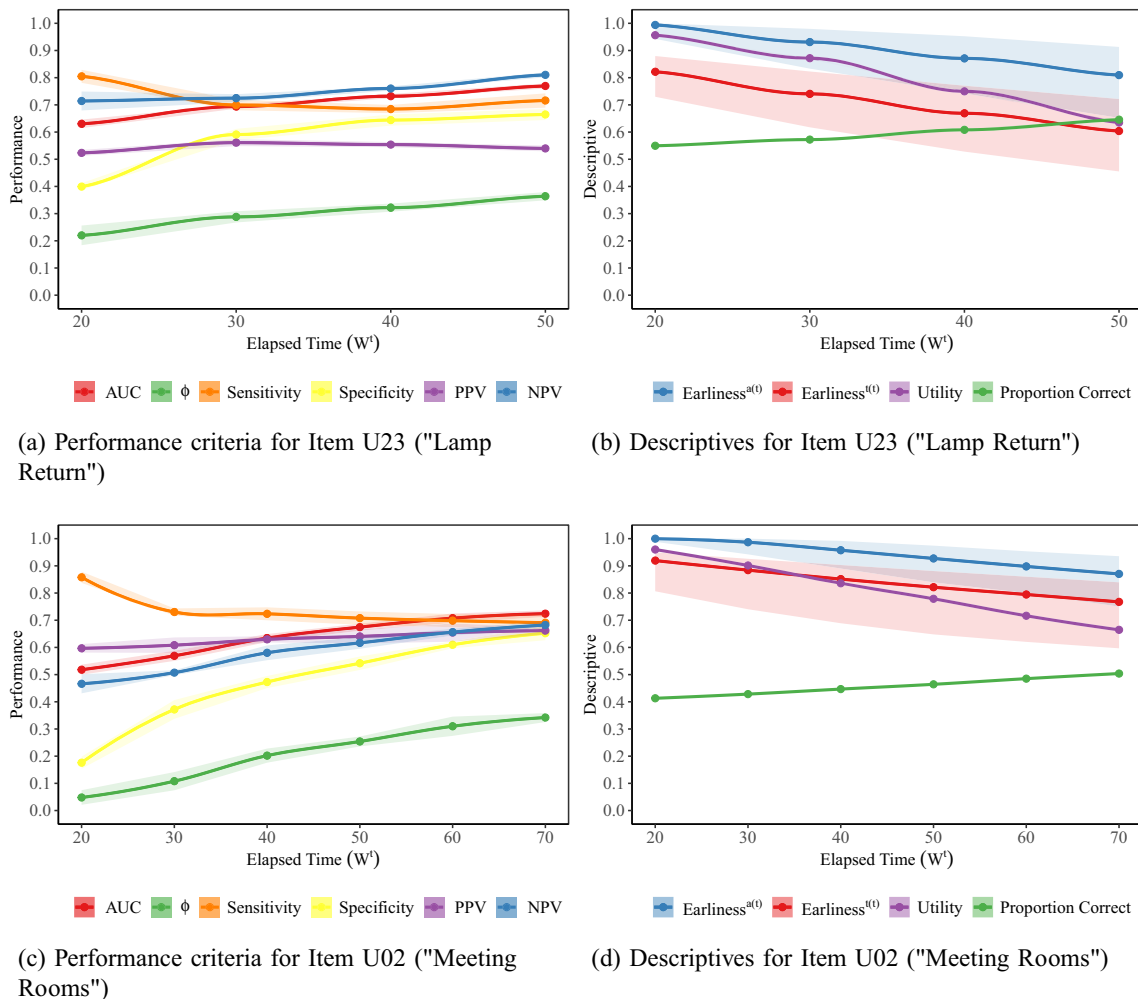 1.0
0.9
0.8
0.7
0.6
0.5
0.4
0.3
0.2
0.1
0.0
Performance
20 30 40 50
Elapsed Time (Wᵗ)
AUC ϕ Sensitivity Specificity PPV NPV
(a) Performance criteria for Item U23 ("Lamp
Return")
1.0
0.9
0.8
0.7
0.6
0.5
0.4
0.3
0.2
0.1
0.0
Descriptive
20 30 40 50
Elapsed Time (Wᵗ)
Earlinessᵃ⁽ᵗ⁾ Earlinessᵗ⁽ᵗ⁾ Utility Proportion Correct
(b) Descriptives for Item U23 ("Lamp Return")
1.0
0.9
0.8
0.7
0.6
0.5
0.4
0.3
0.2
0.1
0.0
Performance
20 30 40 50 60 70
Elapsed Time (Wᵗ)
AUC ϕ Sensitivity Specificity PPV NPV
(c) Performance criteria for Item U02 ("Meeting
Rooms")
1.0
0.9
0.8
0.7
0.6
0.5
0.4
0.3
0.2
0.1
0.0
Descriptive
20 30 40 50 60 70
Elapsed Time (Wᵗ)
Earlinessᵃ⁽ᵗ⁾ Earlinessᵗ⁽ᵗ⁾ Utility Proportion Correct
(d) Descriptives for Item U02 ("Meeting Rooms")